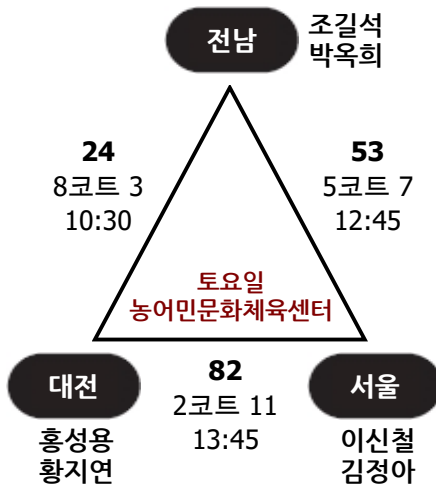 전남
조길석
박옥희
24
8코트 3
10:30
53
5코트 7
12:45
토요일
농어민문화체육센터
대전
홍성용
황지연
82
2코트 11
13:45
서울
이신철
김정아